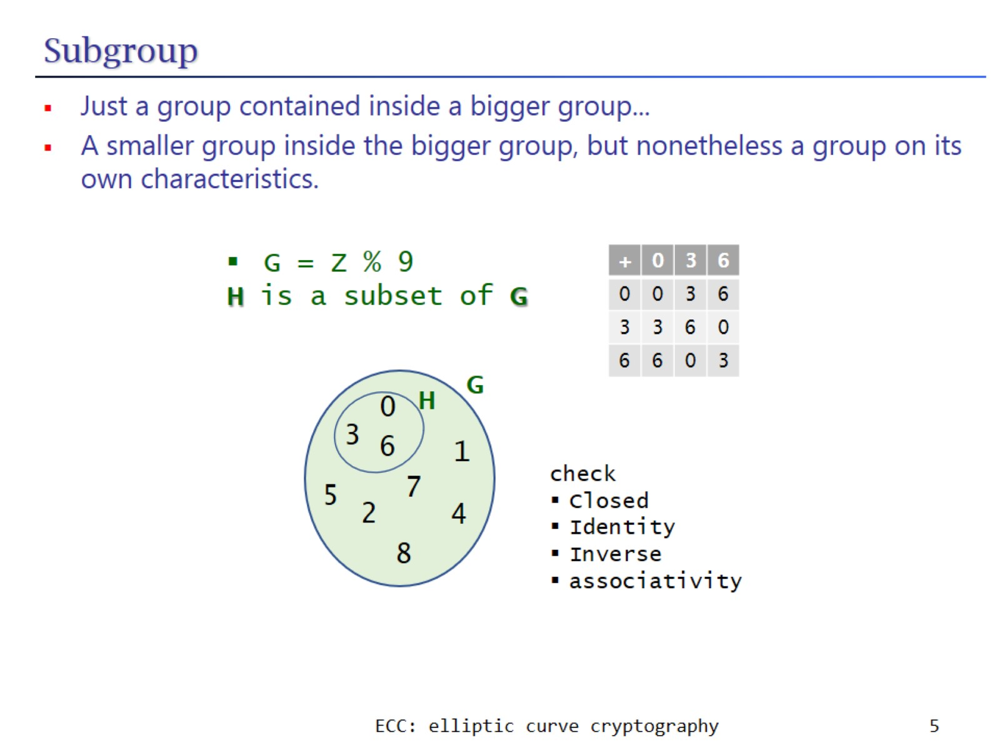 Subgroup
▪ Just a group contained inside a bigger group...
▪ A smaller group inside the bigger group, but nonetheless a group on its
own characteristics.
▪ G = Z % 9
H is a subset of G
+ 0 3 6
0 0 3 6
3 3 6 0
6 6 0 3
G
H
0
3
6
1
7
5
2
4
8
check
▪ Closed
▪ Identity
▪ Inverse
▪ associativity
ECC: elliptic curve cryptography
5